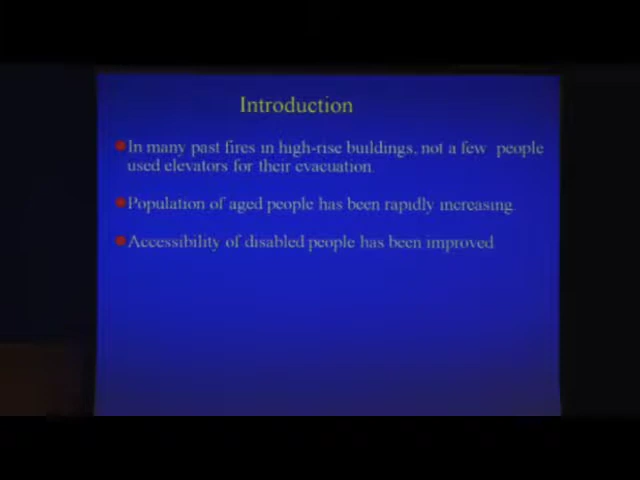 Introduction
In many past fires in high-rise buildings, not a few people
used elevators for their evacuation.
Population of aged people has been rapidly increasing.
Accessibility of disabled people has been improved